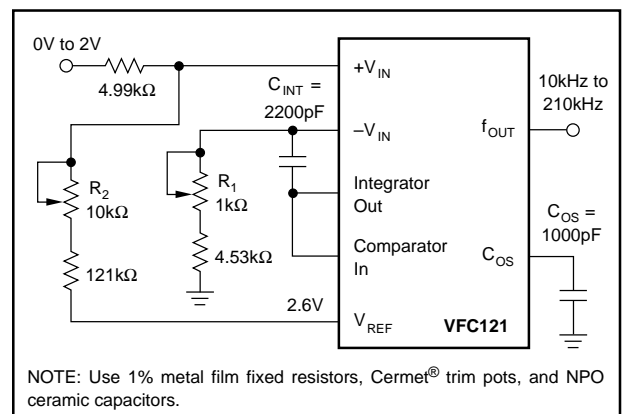 0V to 2V
4.99kΩ
C_INT =
2200pF
+V_IN
–V_IN
Integrator
Out
Comparator
In
V_REF
VFC121
f_OUT
10kHz to
210kHz
C_OS =
1000pF
C_OS
R_2
10kΩ
121kΩ
R_1
1kΩ
4.53kΩ
2.6V
NOTE: Use 1% metal film fixed resistors, Cermet® trim pots, and NPO
ceramic capacitors.